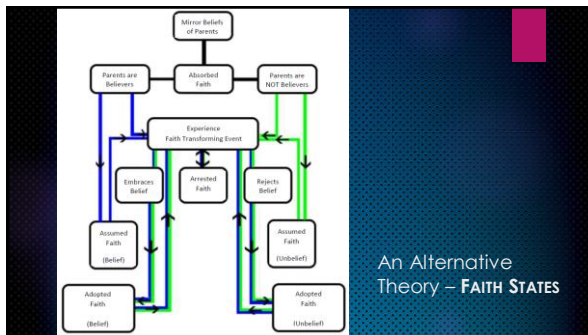 Mirror Beliefs
of Parents
Parents are
Believers
Absorbed
Faith
Parents are
NOT Believers
Experience
Faith Transforming Event
Embraces
Belief
Arrested
Faith
Rejects
Belief
Assumed
Faith
(Belief)
Assumed
Faith
(Unbelief)
Adopted
Faith
(Belief)
Adopted
Faith
(Unbelief)
An Alternative
Theory – FAITH STATES